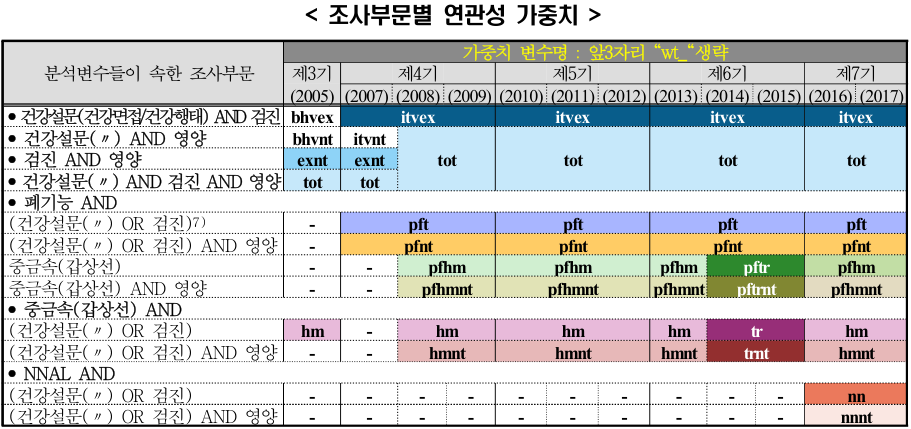 < 조사부문별 연관성 가중치 >
분석변수들이 속한 조사부문 가중치 변수명 : 앞3자리 “wt_“생략
제3기 제4기 제5기 제6기 제7기
(2005) (2007) (2008) (2009) (2010) (2011) (2012) (2013) (2014) (2015) (2016) (2017)
• 건강설문(건강면접/건강행태) AND 검진 bhvex itvex itvex itvex itvex
• 건강설문(〃) AND 영양 bhvnt itvnt
• 검진 AND 영양 exnt exnt tot tot tot tot
• 건강설문(〃) AND 검진 AND 영양 tot tot
• 폐기능 AND
(건강설문(〃) OR 검진)7) - pft pft pft pft
(건강설문(〃) OR 검진) AND 영양 - pfnt pfnt pfnt pfnt
중금속(갑상선) - - pfhm pfhm pfhm pftr pfhm
중금속(갑상선) AND 영양 - - pfhmnt pfhmnt pfhmnt pftrnt pfhmnt
• 중금속(갑상선) AND
(건강설문(〃) OR 검진) hm - hm hm hm tr hm
(건강설문(〃) OR 검진) AND 영양 - - hmnt hmnt hmnt trnt hmnt
• NNAL AND
(건강설문(〃) OR 검진) - - - - - - - - - - nn
(건강설문(〃) OR 검진) AND 영양 - - - - - - - - - - nnnt